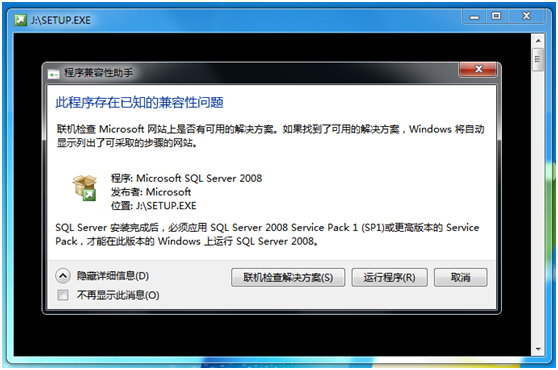 J:\SETUP.EXE
程序兼容性助手
此程序存在已知的兼容性问题
联机检查 Microsoft 网站上是否有可用的解决方案。如果找到了可用的解决方案，Windows 将自动
显示列出了可采取的步骤的网站。
程序: Microsoft SQL Server 2008
发布者: Microsoft
位置: J:\SETUP.EXE
SQL Server 安装完成后，必须应用 SQL Server 2008 Service Pack 1 (SP1)或更高版本的 Service
Pack，才能在此版本的 Windows 上运行 SQL Server 2008。
隐藏详细信息(D)
联机检查解决方案(S)
运行程序(R)
取消
不再显示此消息(O)